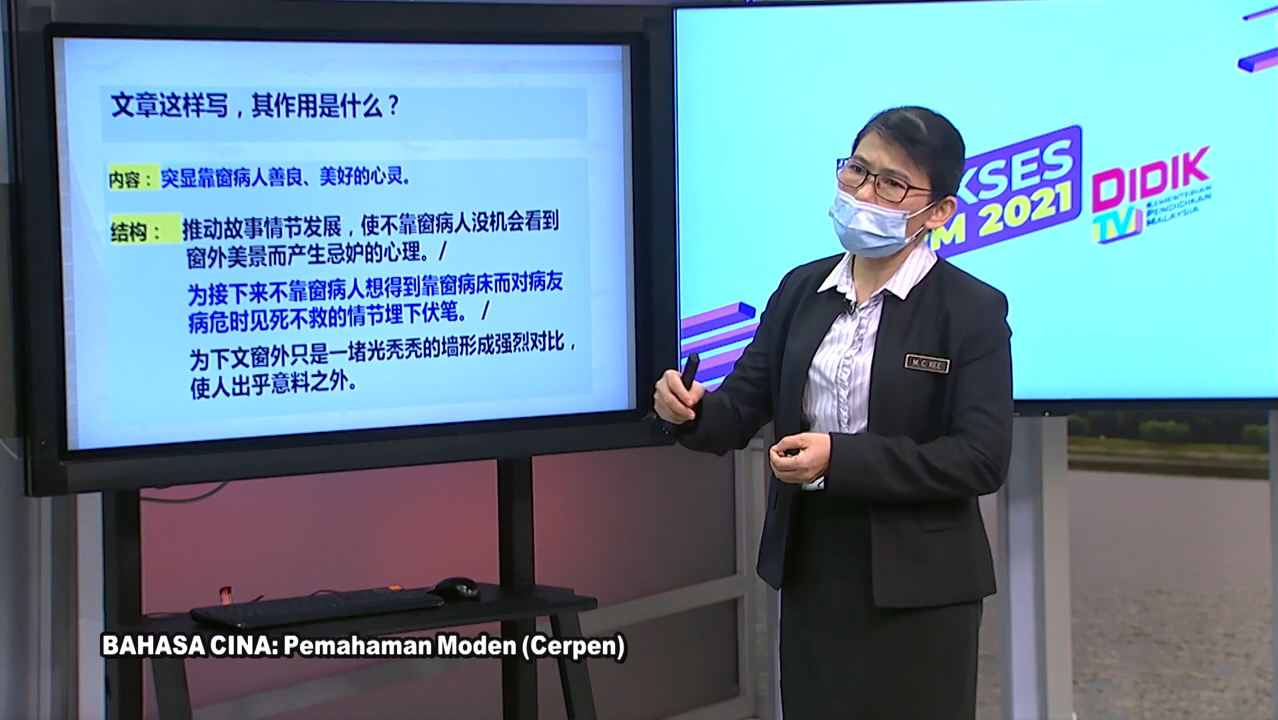 文章这样写，其作用是什么？
内容： 突显靠窗病人善良、美好的心灵。
结构： 推动故事情节发展，使不靠窗病人没机会看到
窗外美景而产生忌妒的心理。/
为接下来不靠窗病人想得到靠窗病床而对病友
病危时见死不救的情节埋下伏笔。 /
为下文窗外只是一堵光秃秃的墙形成强烈对比，
使人出乎意料之外。
KSES
M 2021
DIDIK
TV
KEMENTERIAN
PENDIDIKAN
MALAYSIA
M. C. KEE
BAHASA CINA: Pemahaman Moden (Cerpen)